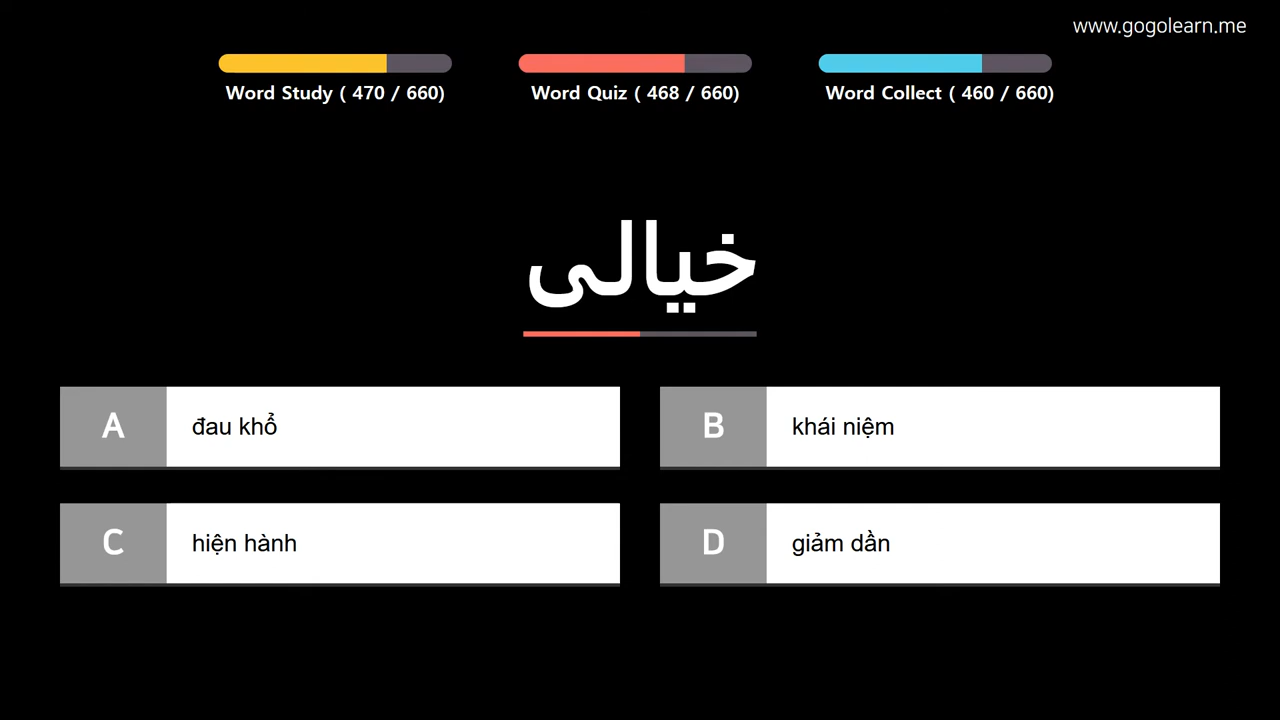 www.gogolearn.me
Word Study ( 470 / 660)
Word Quiz ( 468 / 660)
Word Collect ( 460 / 660)
خیالی
A đau khổ
B khái niệm
C hiện hành
D giảm dần